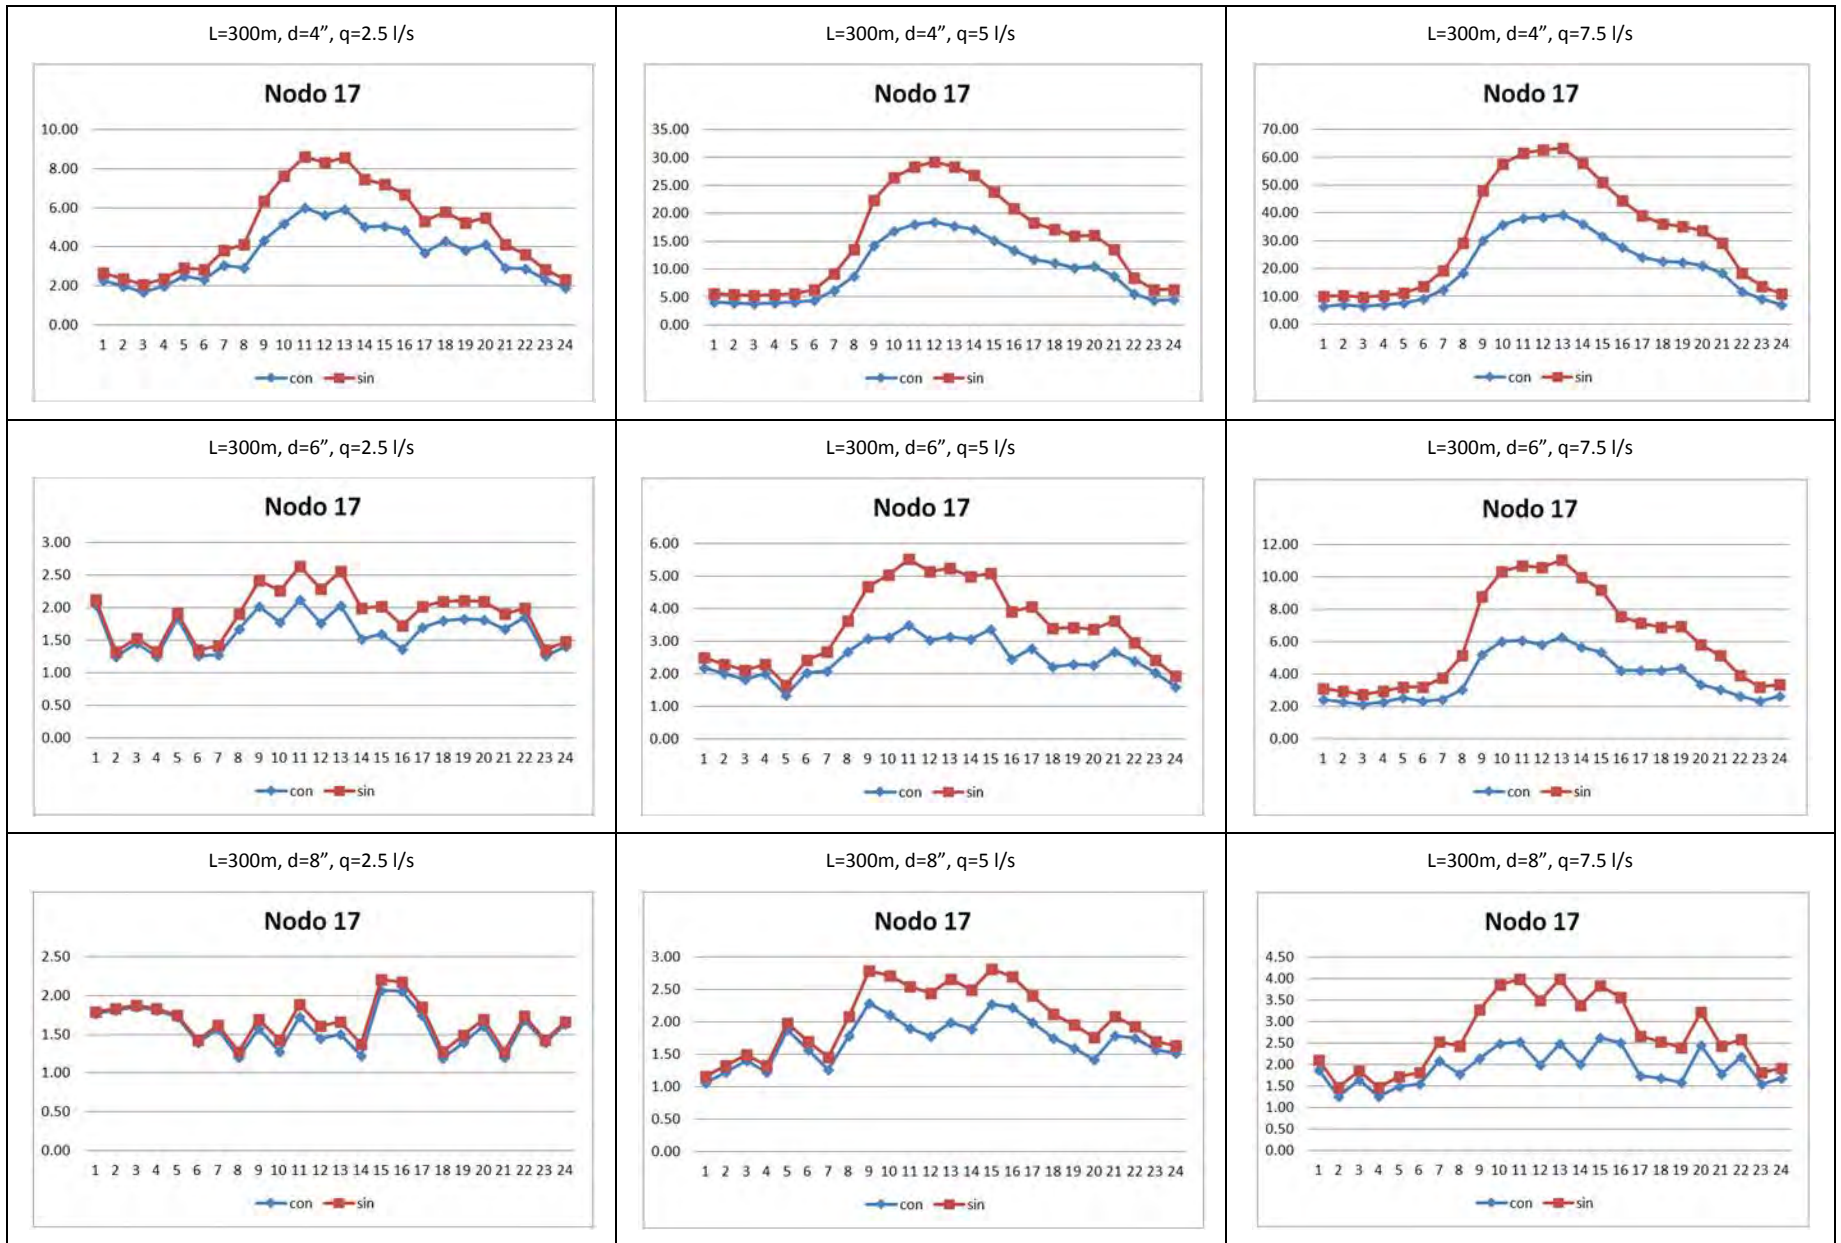 L=300m, d=4”, q=2.5 l/s
Nodo 17
10.00
8.00
6.00
4.00
2.00
0.00
1 2 3 4 5 6 7 8 9 10 11 12 13 14 15 16 17 18 19 20 21 22 23 24
con sin
L=300m, d=4”, q=5 l/s
Nodo 17
35.00
30.00
25.00
20.00
15.00
10.00
5.00
0.00
1 2 3 4 5 6 7 8 9 10 11 12 13 14 15 16 17 18 19 20 21 22 23 24
con sin
L=300m, d=4”, q=7.5 l/s
Nodo 17
70.00
60.00
50.00
40.00
30.00
20.00
10.00
0.00
1 2 3 4 5 6 7 8 9 10 11 12 13 14 15 16 17 18 19 20 21 22 23 24
con sin
L=300m, d=6”, q=2.5 l/s
Nodo 17
3.00
2.50
2.00
1.50
1.00
0.50
0.00
1 2 3 4 5 6 7 8 9 10 11 12 13 14 15 16 17 18 19 20 21 22 23 24
con sin
L=300m, d=6”, q=5 l/s
Nodo 17
6.00
5.00
4.00
3.00
2.00
1.00
0.00
1 2 3 4 5 6 7 8 9 10 11 12 13 14 15 16 17 18 19 20 21 22 23 24
con sin
L=300m, d=6”, q=7.5 l/s
Nodo 17
12.00
10.00
8.00
6.00
4.00
2.00
0.00
1 2 3 4 5 6 7 8 9 10 11 12 13 14 15 16 17 18 19 20 21 22 23 24
con sin
L=300m, d=8”, q=2.5 l/s
Nodo 17
2.50
2.00
1.50
1.00
0.50
0.00
1 2 3 4 5 6 7 8 9 10 11 12 13 14 15 16 17 18 19 20 21 22 23 24
con sin
L=300m, d=8”, q=5 l/s
Nodo 17
3.00
2.50
2.00
1.50
1.00
0.50
0.00
1 2 3 4 5 6 7 8 9 10 11 12 13 14 15 16 17 18 19 20 21 22 23 24
con sin
L=300m, d=8”, q=7.5 l/s
Nodo 17
4.50
4.00
3.50
3.00
2.50
2.00
1.50
1.00
0.50
0.00
1 2 3 4 5 6 7 8 9 10 11 12 13 14 15 16 17 18 19 20 21 22 23 24
con sin